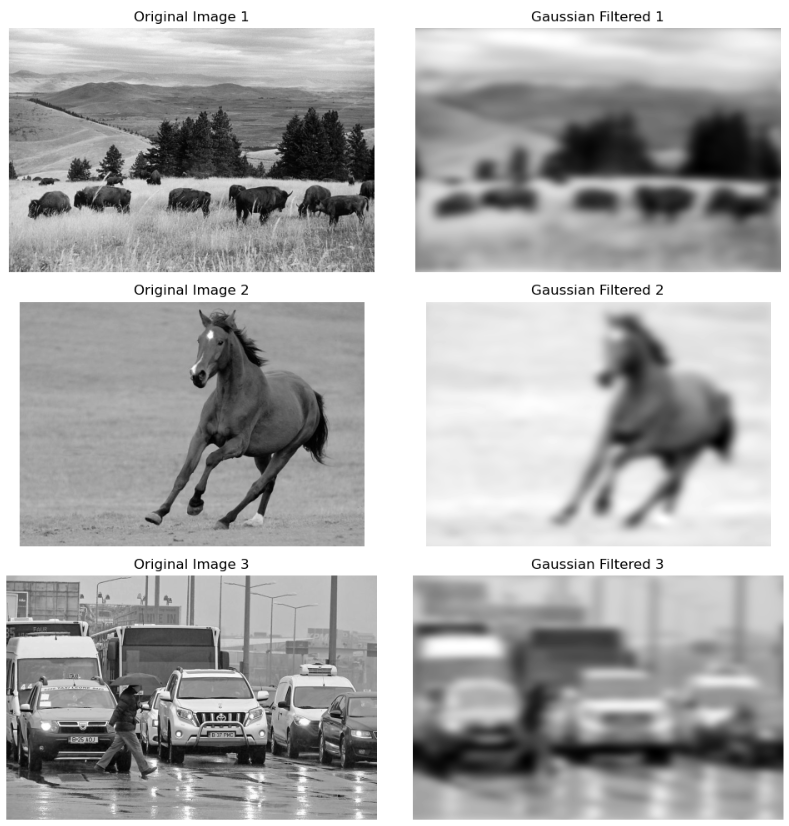 Original Image 1
Gaussian Filtered 1
Original Image 2
Gaussian Filtered 2
Original Image 3
Gaussian Filtered 3